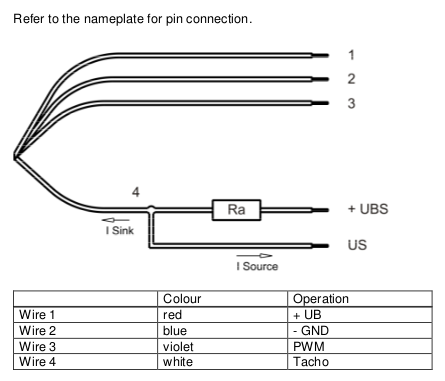 Refer to the nameplate for pin connection.
1
2
3
4
Ra
+ UBS
I Sink
US
I Source
Colour Operation
Wire 1 red + UB
Wire 2 blue - GND
Wire 3 violet PWM
Wire 4 white Tacho